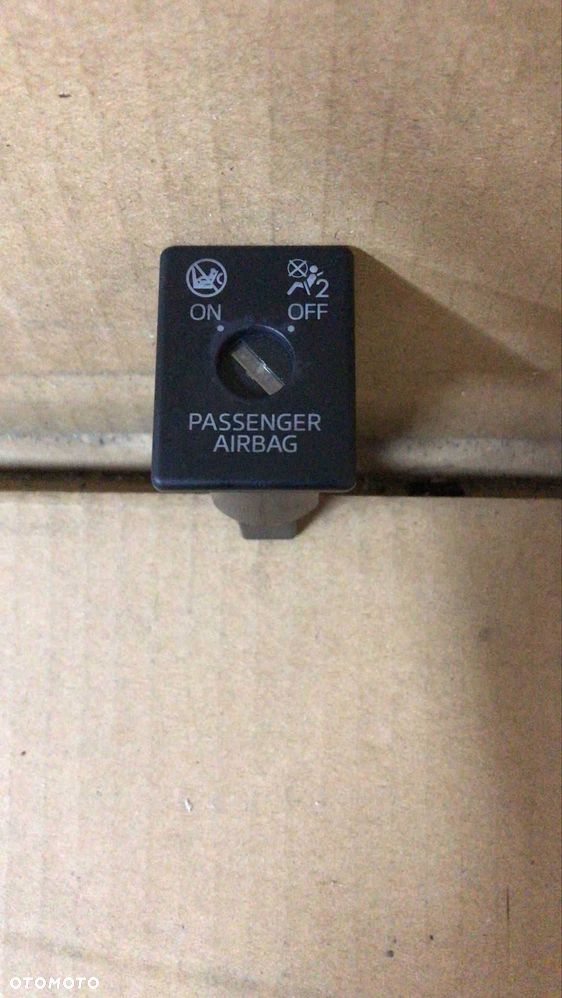 2
ON OFF
PASSENGER
AIRBAG
OTOMOTO